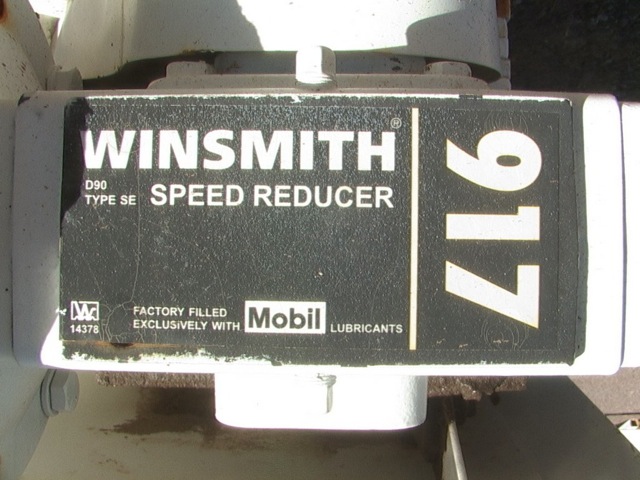 WINSMITH®
D90
TYPE SE
SPEED REDUCER
917
14378
FACTORY FILLED
EXCLUSIVELY WITH Mobil LUBRICANTS